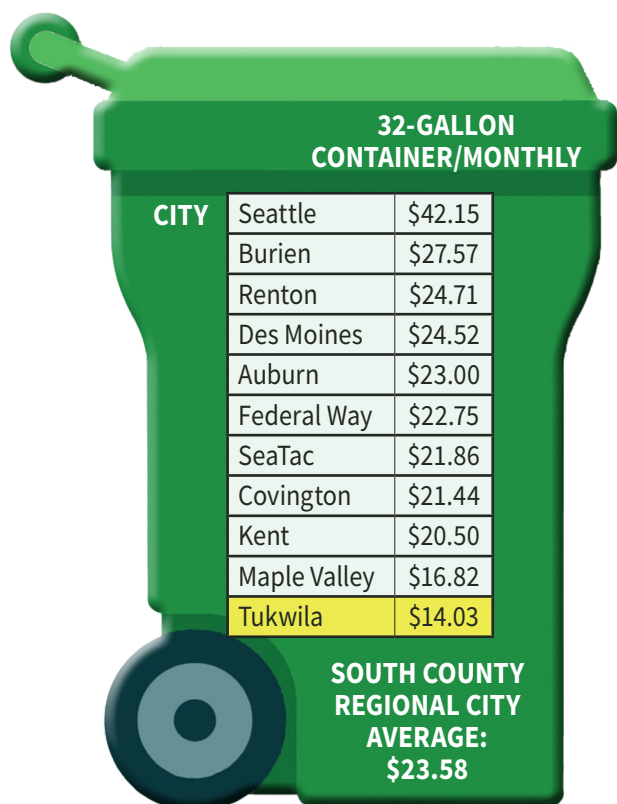 32-GALLON
CONTAINER/MONTHLY
CITY
Seattle $42.15
Burien $27.57
Renton $24.71
Des Moines $24.52
Auburn $23.00
Federal Way $22.75
SeaTac $21.86
Covington $21.44
Kent $20.50
Maple Valley $16.82
Tukwila $14.03
SOUTH COUNTY
REGIONAL CITY
AVERAGE:
$23.58